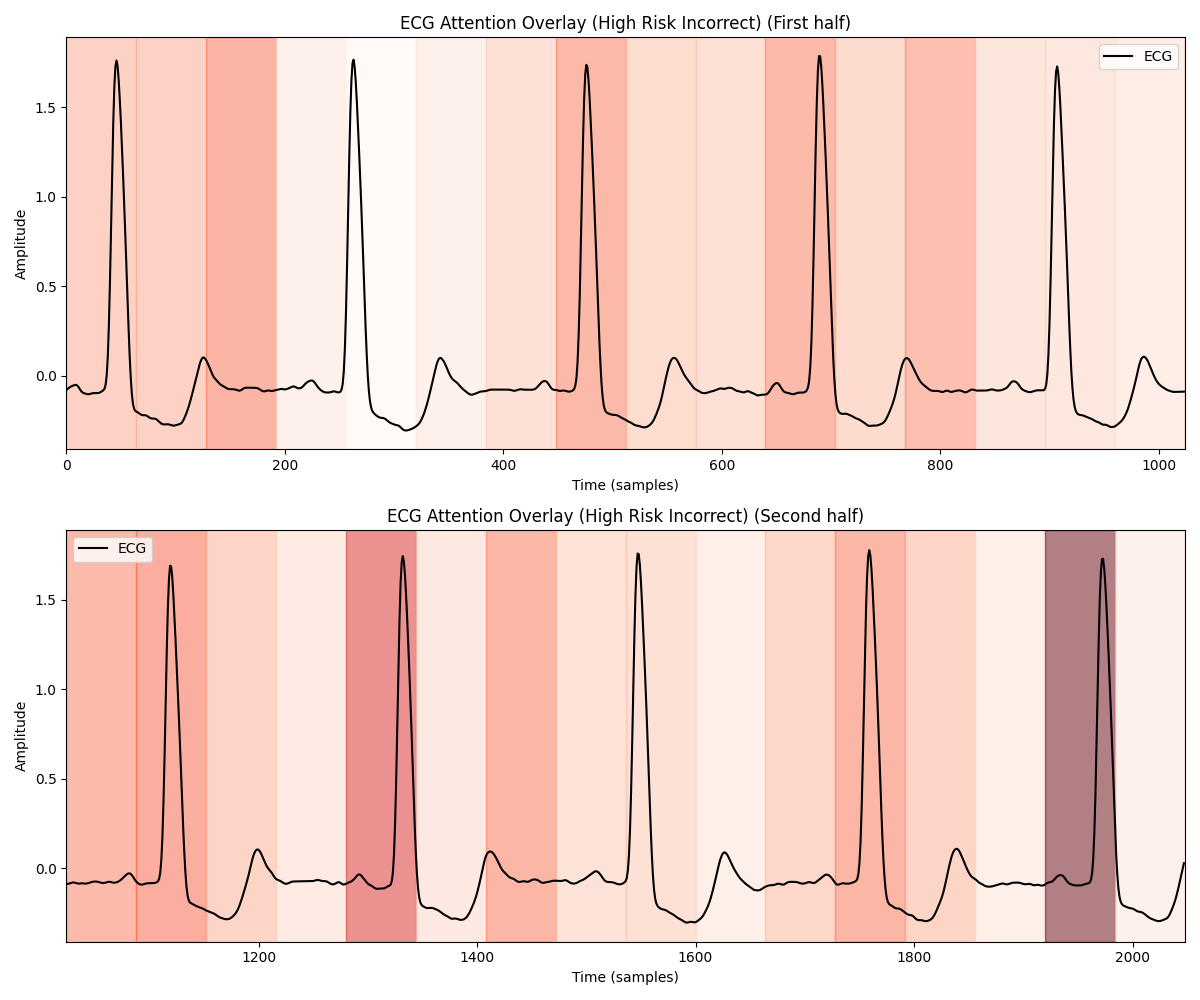 ECG Attention Overlay (High Risk Incorrect) (First half)
ECG
Amplitude
1.5
1.0
0.5
0.0
0 200 400 600 800 1000
Time (samples)
ECG Attention Overlay (High Risk Incorrect) (Second half)
ECG
Amplitude
1.5
1.0
0.5
0.0
1200 1400 1600 1800 2000
Time (samples)